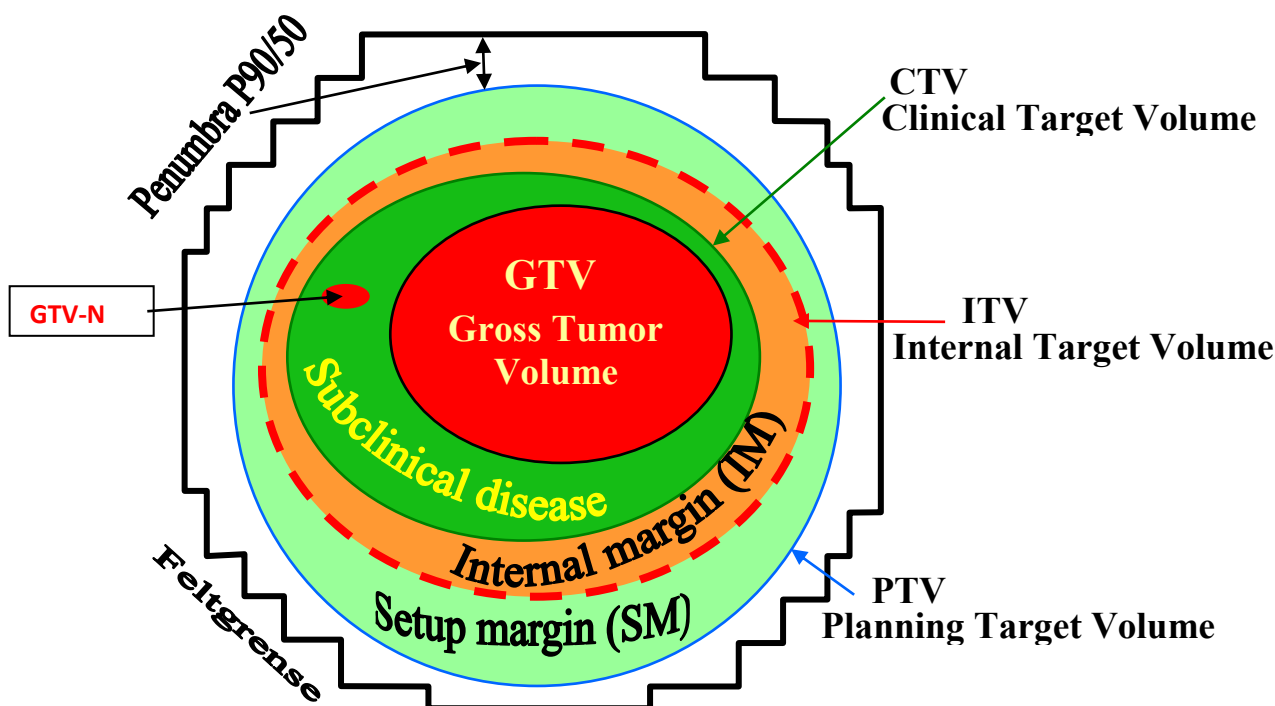 Penumbra P90/50
CTV
Clinical Target Volume
GTV
Gross Tumor
Volume
GTV-N
ITV
Internal Target Volume
Subclinical disease
Internal margin (IM)
Setup margin (SM)
PTV
Planning Target Volume
Feltgrense